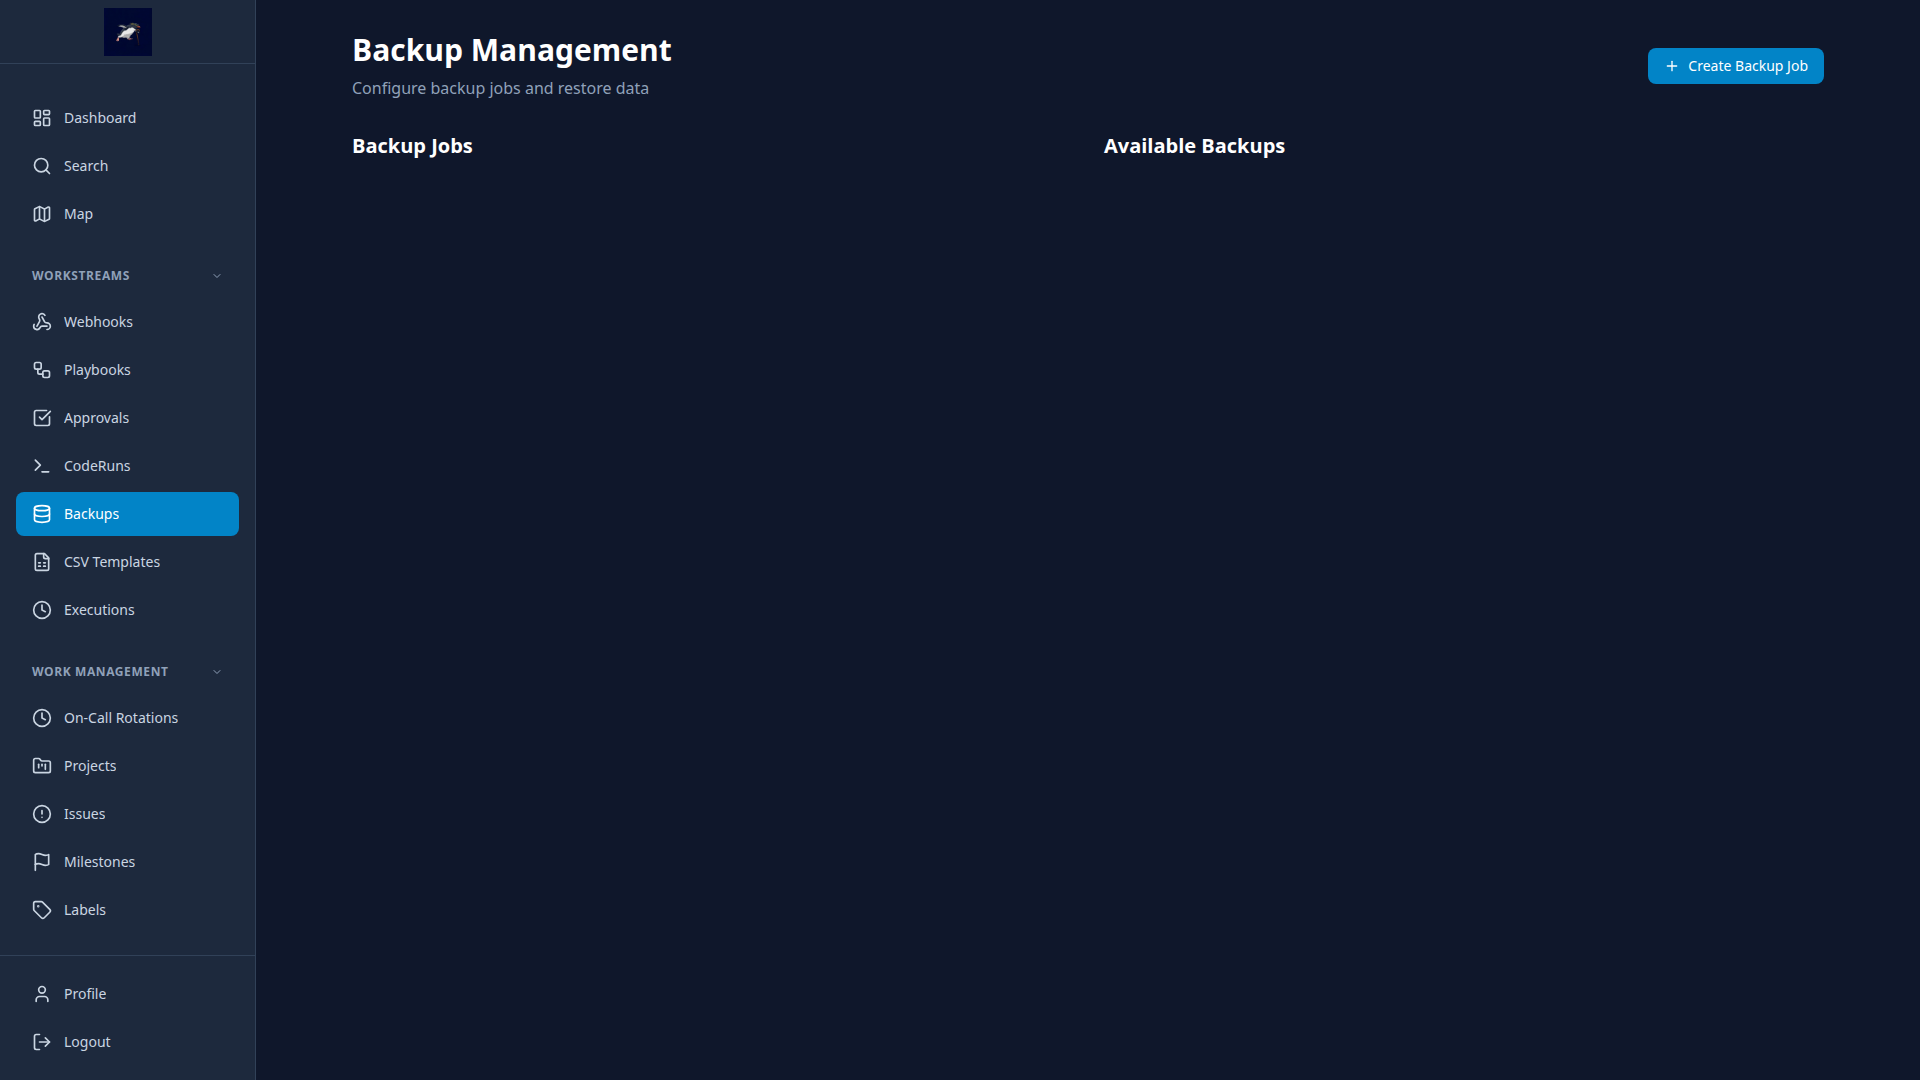 Dashboard
Search
Map
WORKSTREAMS
Webhooks
Playbooks
Approvals
CodeRuns
Backups
CSV Templates
Executions
WORK MANAGEMENT
On-Call Rotations
Projects
Issues
Milestones
Labels
Profile
Logout
Backup Management
Configure backup jobs and restore data
Create Backup Job
Backup Jobs
Available Backups